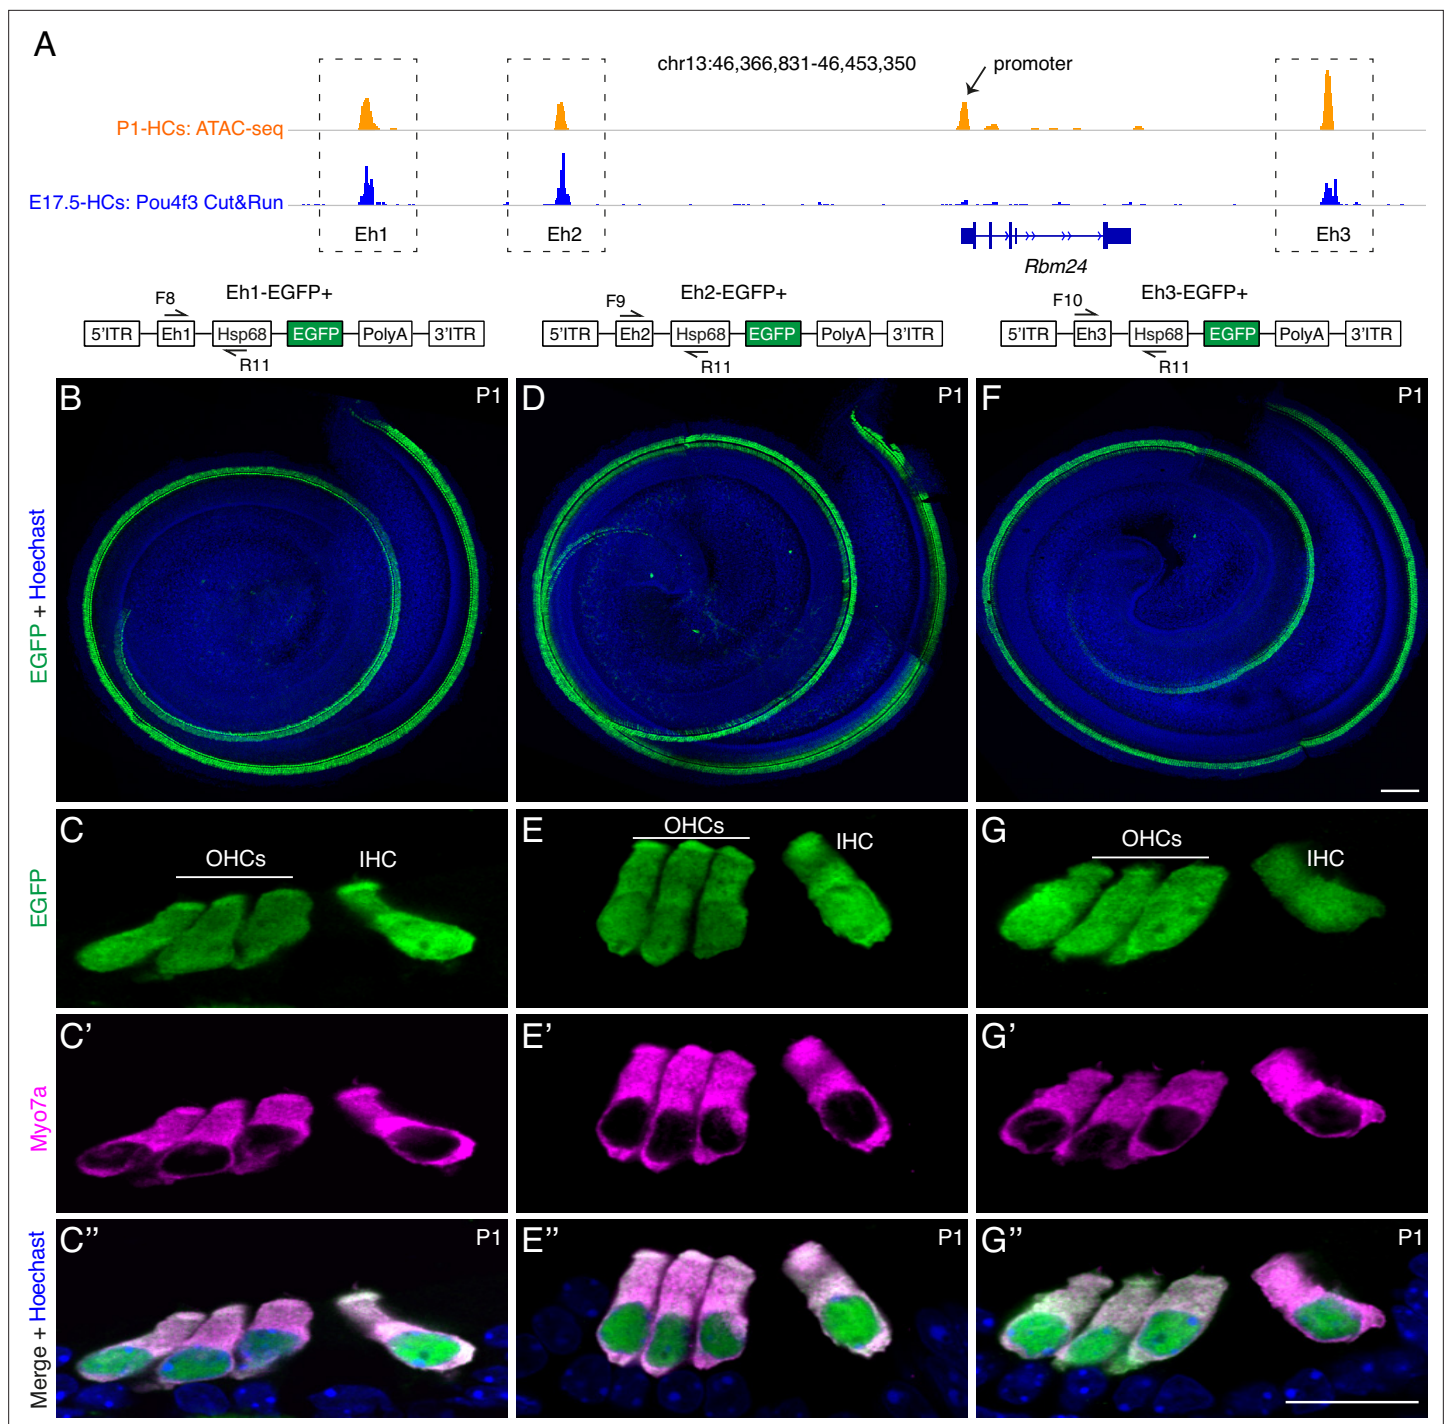 A
chr13:46,366,831-46,453,350
promoter
P1-HCs: ATAC-seq
E17.5-HCs: Pou4f3 Cut&Run
Eh1
Eh2
Eh3
Rbm24
Eh1-EGFP+
F8
5'ITR
Eh1
Hsp68
EGFP
PolyA
3'ITR
R11
Eh2-EGFP+
F9
5'ITR
Eh2
Hsp68
EGFP
PolyA
3'ITR
R11
Eh3-EGFP+
F10
5'ITR
Eh3
Hsp68
EGFP
PolyA
3'ITR
R11
EGFP + Hoechast
B
P1
D
P1
F
P1
EGFP
C
OHCs
IHC
E
OHCs
IHC
G
OHCs
IHC
Myo7a
C'
E'
G'
Merge + Hoechast
C"
P1
E"
P1
G"
P1